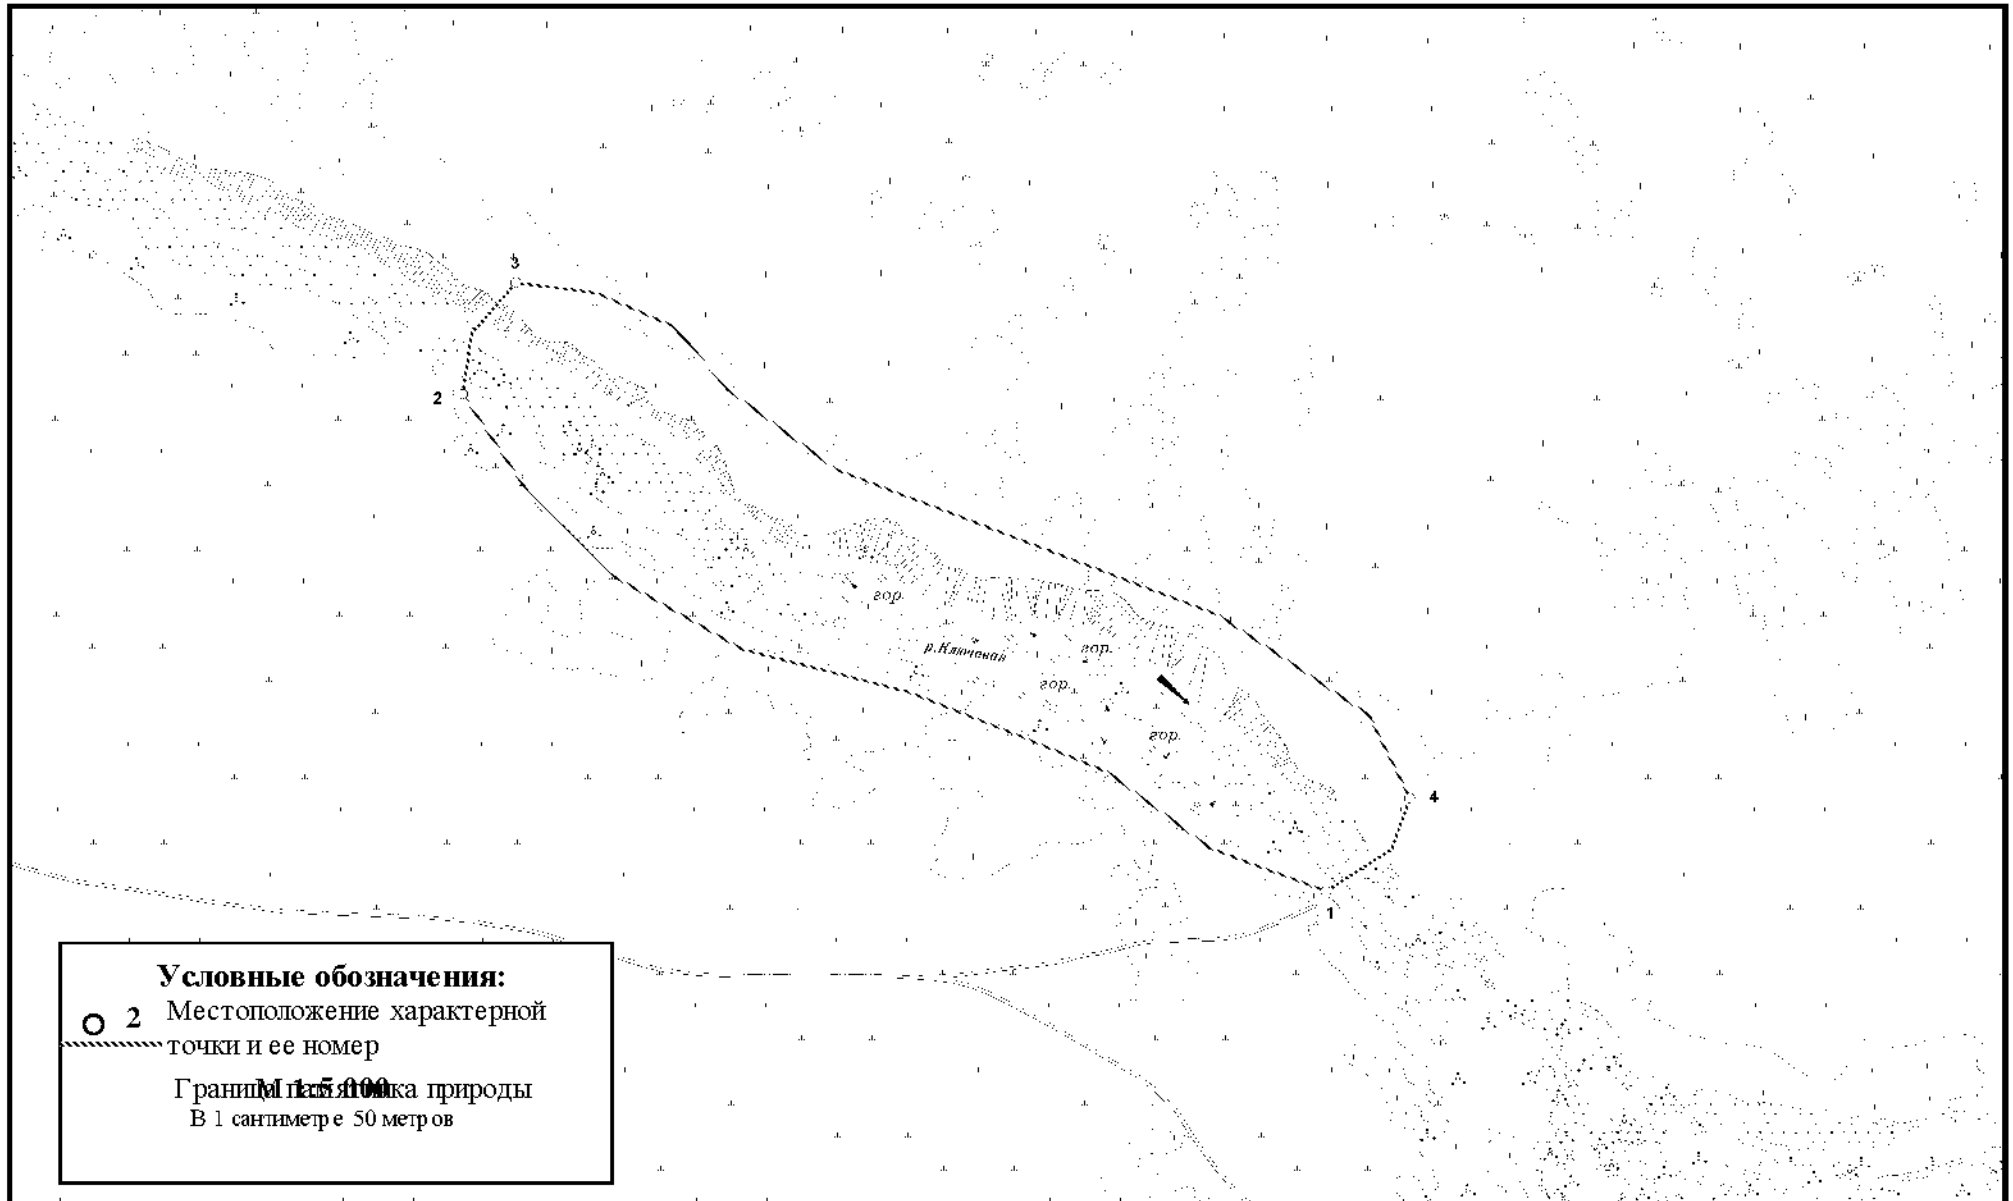 3
2
гор.
р.Ключевая
гор.
гор.
гор.
4
1
Условные обозначения:
2 Местоположение характерной
точки и ее номер
Граница памятника природы
М 1:5 000
В 1 сантиметре 50 метров